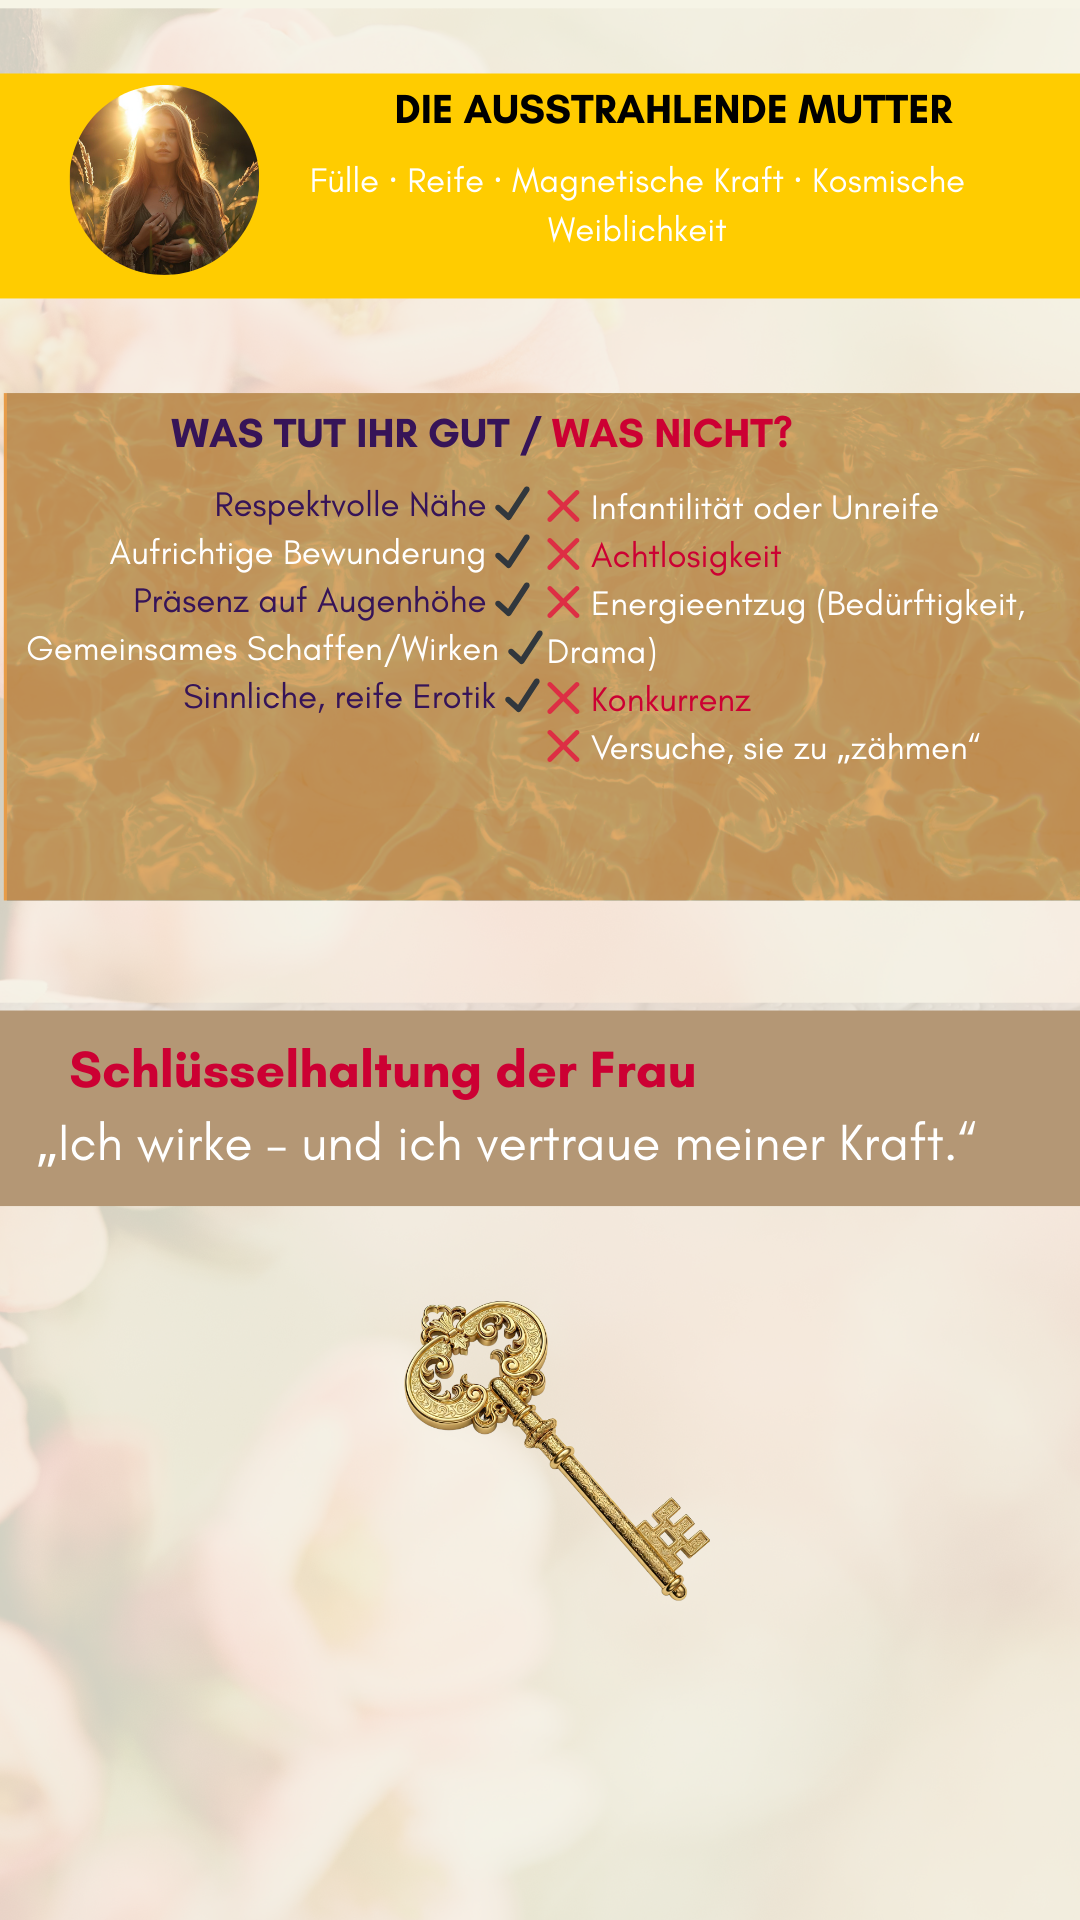 DIE AUSSTRAHLENDE MUTTER
Fülle · Reife · Magnetische Kraft · Kosmische
Weiblichkeit
WAS TUT IHR GUT / WAS NICHT?
Respektvolle Nähe ✓
Aufrichtige Bewunderung ✓
Präsenz auf Augenhöhe ✓
Gemeinsames Schaffen/Wirken ✓
Sinnliche, reife Erotik ✓
❌ Infantilität oder Unreife
❌ Achtlosigkeit
❌ Energieentzug (Bedürftigkeit,
Drama)
❌ Konkurrenz
❌ Versuche, sie zu „zähmen“
Schlüsselhaltung der Frau
„Ich wirke – und ich vertraue meiner Kraft.“